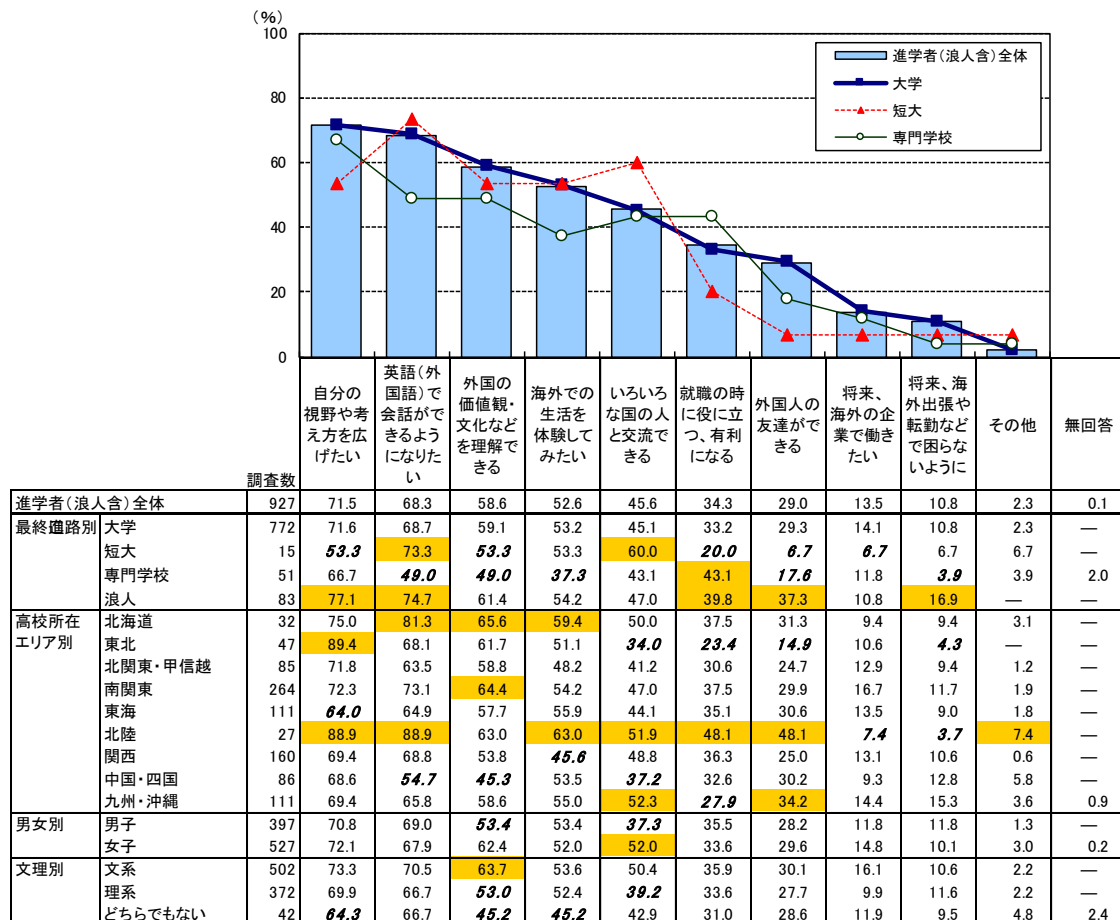 (%)
100
80
60
40
20
0
進学者(浪人含)全体
大学
短大
専門学校
調査数
自分の
視野や考
え方を広
げたい
英語(外
国語)で
会話がで
きるよう
になりた
い
外国の
価値観・
文化など
を理解で
きる
海外での
生活を
体験して
みたい
いろいろ
な国の人
と交流で
きる
就職の時
に役に立
つ、有利
になる
外国人の
友達がで
きる
将来、
海外の企
業で働き
たい
将来、海
外出張や
転勤など
で困らな
いように
その他
無回答
進学者(浪人含)全体 927 71.5 68.3 58.6 52.6 45.6 34.3 29.0 13.5 10.8 2.3 0.1
最終進路別 大学 772 71.6 68.7 59.1 53.2 45.1 33.2 29.3 14.1 10.8 2.3 ―
短大 15 53.3 73.3 53.3 53.3 60.0 20.0 6.7 6.7 6.7 6.7 ―
専門学校 51 66.7 49.0 49.0 37.3 43.1 43.1 17.6 11.8 3.9 3.9 2.0
浪人 83 77.1 74.7 61.4 54.2 47.0 39.8 37.3 10.8 16.9 ― ―
高校所在 北海道 32 75.0 81.3 65.6 59.4 50.0 37.5 31.3 9.4 9.4 3.1 ―
エリア別 東北 47 89.4 68.1 61.7 51.1 34.0 23.4 14.9 10.6 4.3 ― ―
北関東・甲信越 85 71.8 63.5 58.8 48.2 41.2 30.6 24.7 12.9 9.4 1.2 ―
南関東 264 72.3 73.1 64.4 54.2 47.0 37.5 29.9 16.7 11.7 1.9 ―
東海 111 64.0 64.9 57.7 55.9 44.1 35.1 30.6 13.5 9.0 1.8 ―
北陸 27 88.9 88.9 63.0 63.0 51.9 48.1 48.1 7.4 3.7 7.4 ―
関西 160 69.4 68.8 53.8 45.6 48.8 36.3 25.0 13.1 10.6 0.6 ―
中国・四国 86 68.6 54.7 45.3 53.5 37.2 32.6 30.2 9.3 12.8 5.8 ―
九州・沖縄 111 69.4 65.8 58.6 55.0 52.3 27.9 34.2 14.4 15.3 3.6 0.9
男女別 男子 397 70.8 69.0 53.4 53.4 37.3 35.5 28.2 11.8 11.8 1.3 ―
女子 527 72.1 67.9 62.4 52.0 52.0 33.6 29.6 14.8 10.1 3.0 0.2
文理別 文系 502 73.3 70.5 63.7 53.6 50.4 35.9 30.1 16.1 10.6 2.2 ―
理系 372 69.9 66.7 53.0 52.4 39.2 33.6 27.7 9.9 11.6 2.2 ―
どちらでもない 42 64.3 66.7 45.2 45.2 42.9 31.0 28.6 11.9 9.5 4.8 2.4